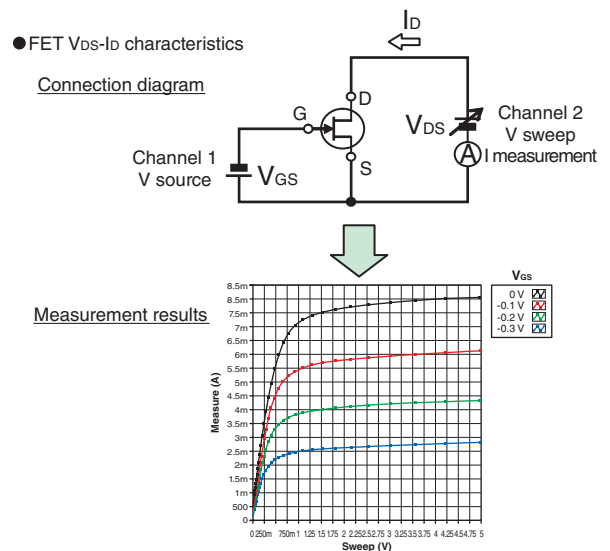 ●FET VDS-ID characteristics
ID
Connection diagram
D
G
S
VDS
Channel 2
V sweep
I measurement
A
Channel 1
V source
VGS
Measurement results
VGS
0 V
-0.1 V
-0.2 V
-0.3 V
Measure (A)
8.5m
8m
7.5m
7m
6.5m
6m
5.5m
5m
4.5m
4m
3.5m
3m
2.5m
2m
1.5m
1m
500
0
0 250m 750m 1 1.25 1.5 1.75 2 2.25 2.5 2.75 3 3.25 3.5 3.75 4 4.25 4.5 4.75 5
Sweep (V)